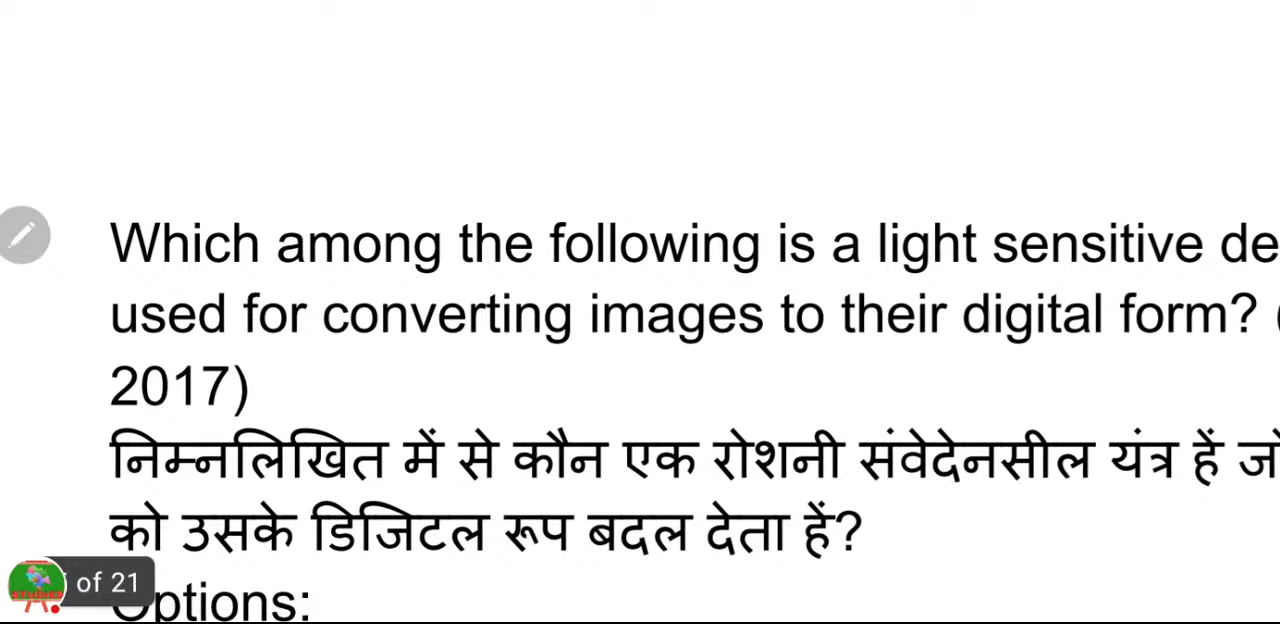 Which among the following is a light sensitive de
used for converting images to their digital form? (
2017)
निम्नलिखित में से कौन एक रोशनी संवेदेनसील यंत्र हें जो
को उसके डिजिटल रूप बदल देता हें?
of 21
Options: